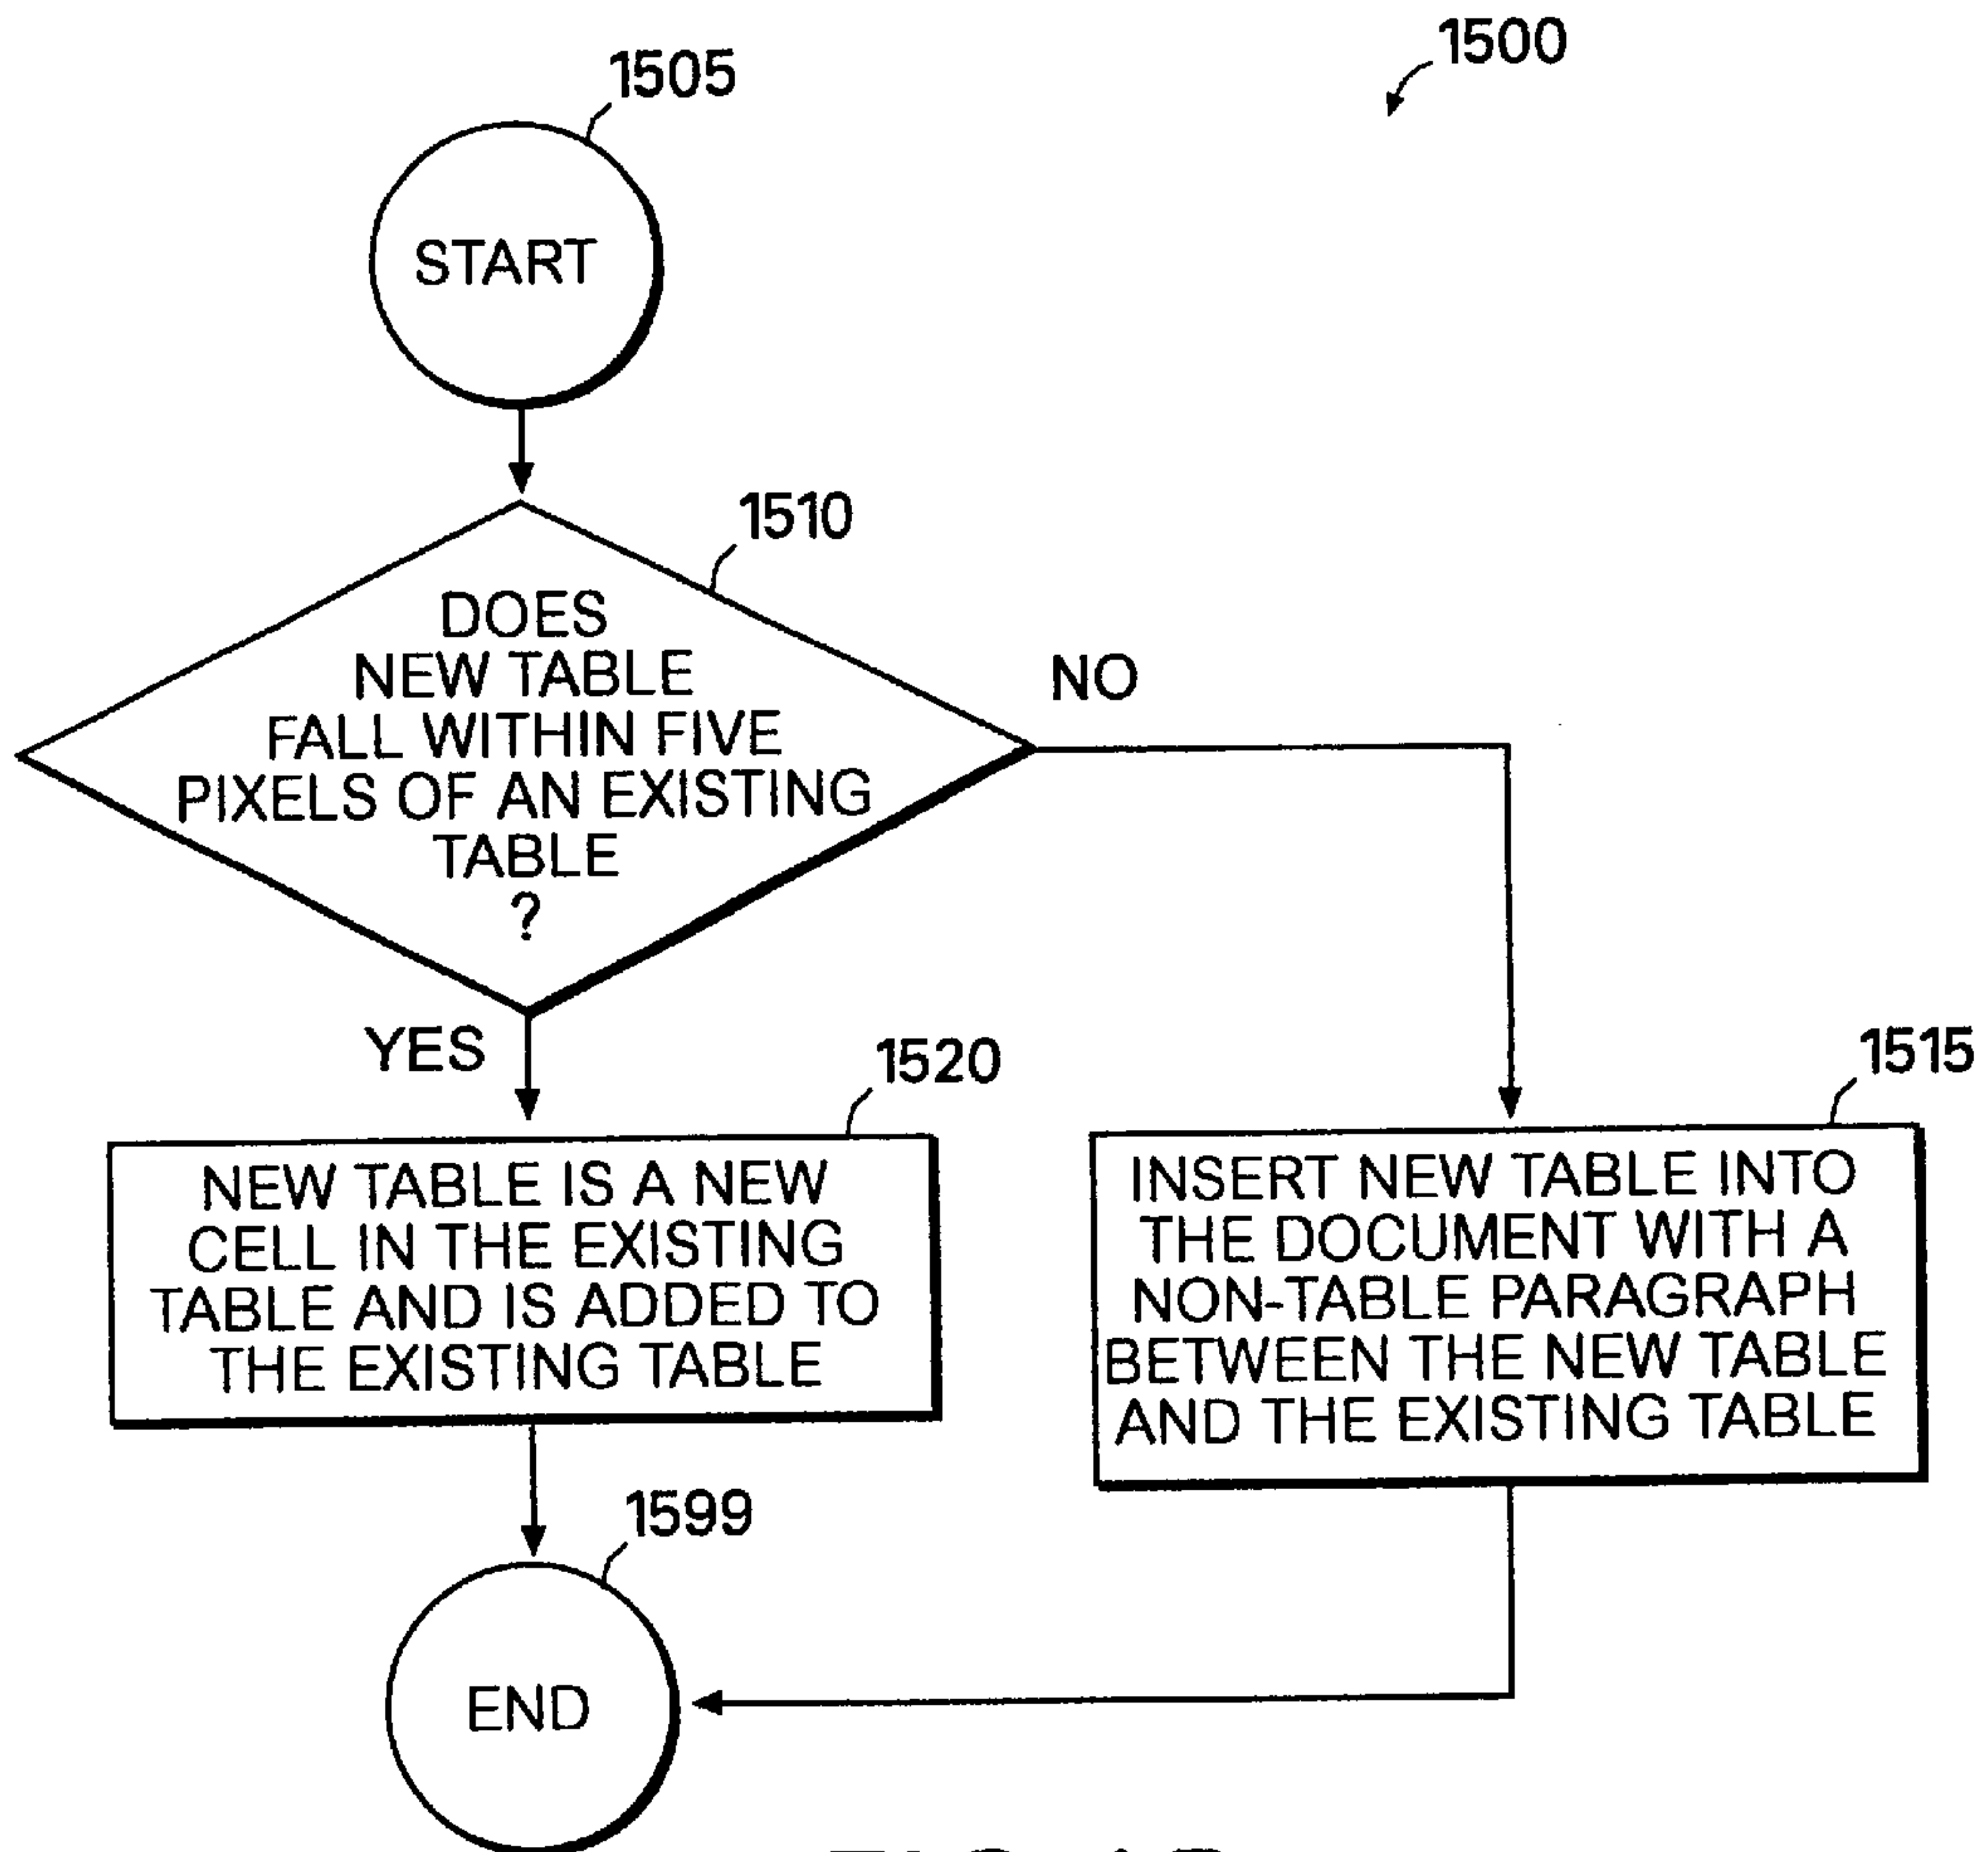 1500
1505
START
1510
DOES
NEW TABLE
FALL WITHIN FIVE
PIXELS OF AN EXISTING
TABLE
?
NO
YES
1520
NEW TABLE IS A NEW
CELL IN THE EXISTING
TABLE AND IS ADDED TO
THE EXISTING TABLE
1515
INSERT NEW TABLE INTO
THE DOCUMENT WITH A
NON-TABLE PARAGRAPH
BETWEEN THE NEW TABLE
AND THE EXISTING TABLE
1599
END